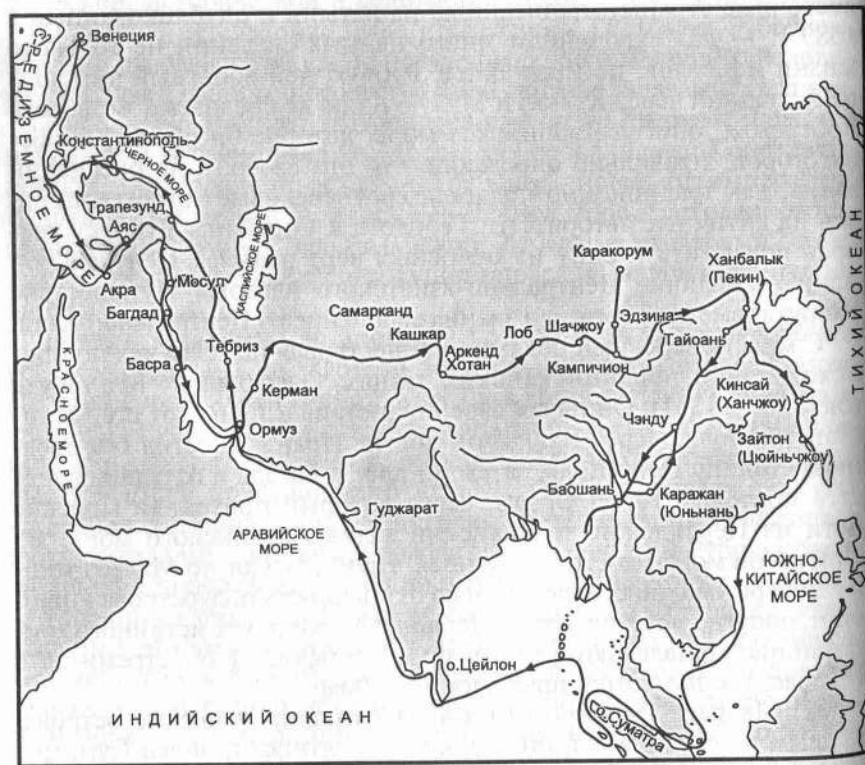 Венеция
СРЕДИЗЕМНОЕ МОРЕ
Константинополь
ЧЕРНОЕ МОРЕ
Трапезунд
Аяс
Акра
КАСПИЙСКОЕ МОРЕ
Мосул
Багдад
Самарканд
Каракорум
Ханбалык
(Пекин)
ТИХИЙ ОКЕАН
Тебриз
Кашкар
Лоб
Шачжоу
Эдзина
Тайоань
Басра
Аркенд
Хотан
Кампичион
КРАСНОЕ МОРЕ
Керман
Кинсай
(Ханчжоу)
Ормуз
Чэнду
Зайтон
(Цюйньчжоу)
Баошань
Каражан
(Юньнань)
Гуджарат
АРАВИЙСКОЕ
МОРЕ
ЮЖНО-
КИТАЙСКОЕ
МОРЕ
о.Цейлон
о.Суматра
ИНДИЙСКИЙ ОКЕАН